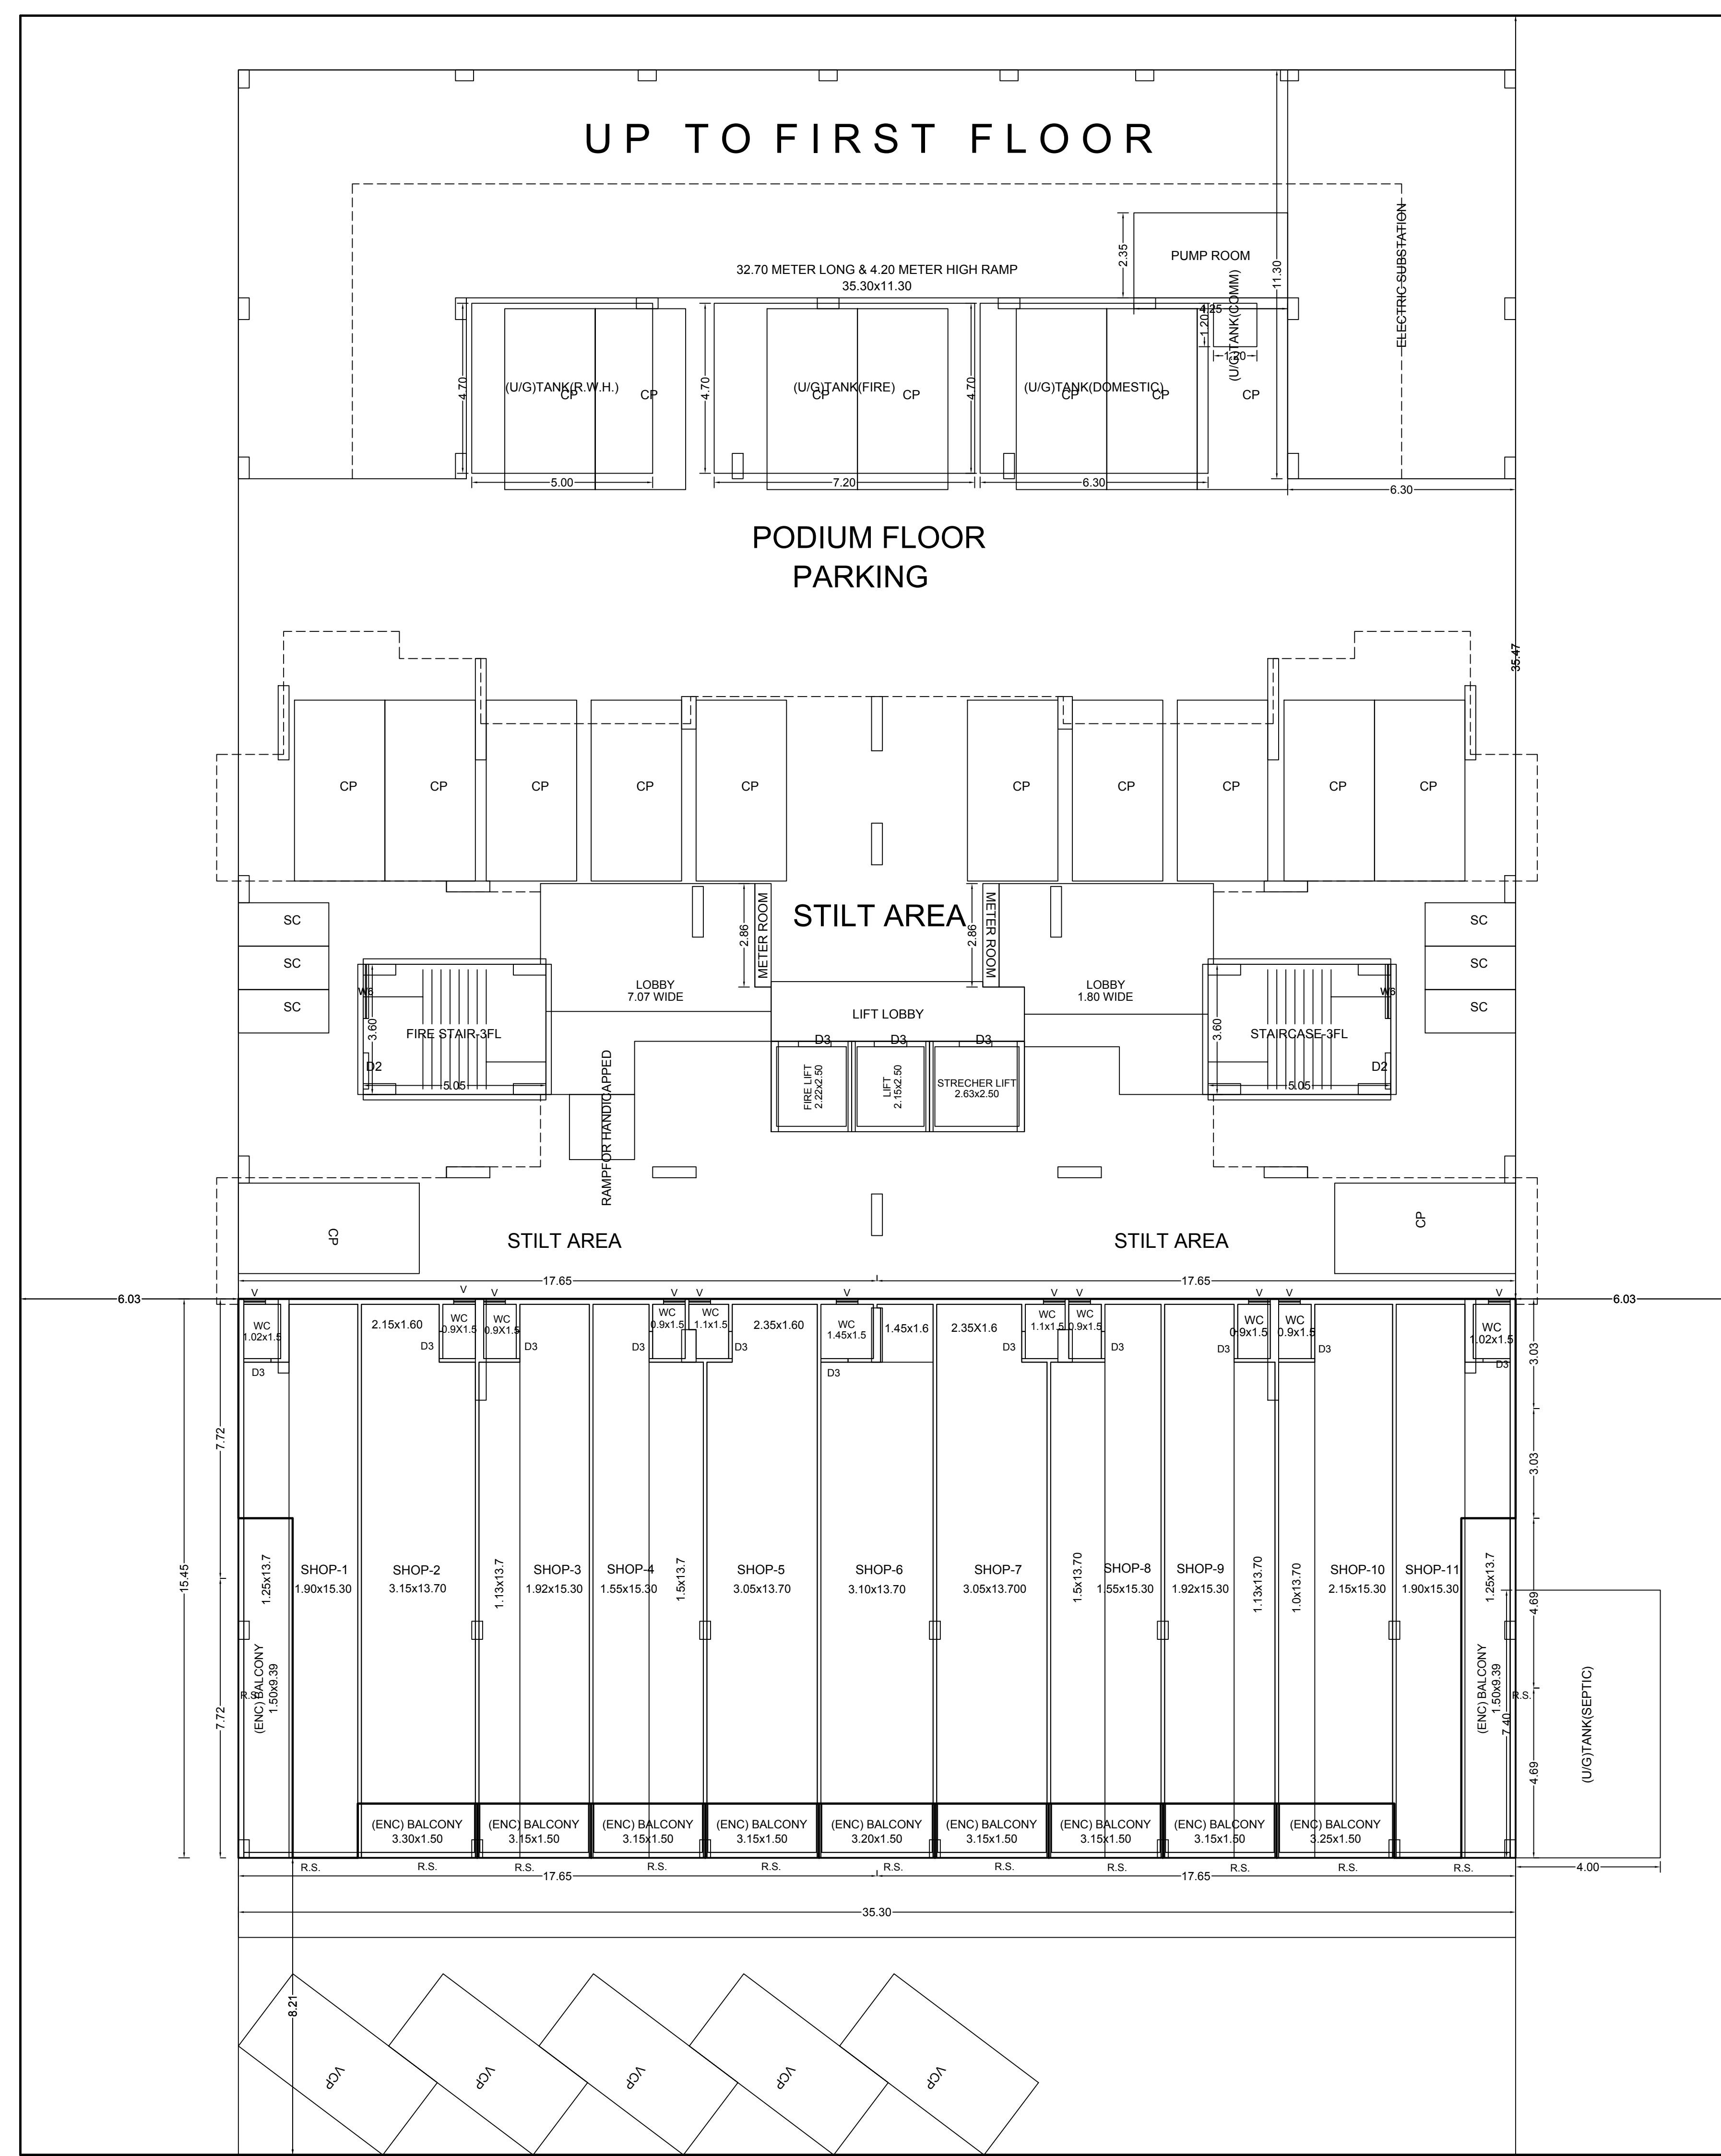 UP TO FIRST FLOOR
ELECTRIC SUBSTATION
2.35
PUMP ROOM
11.30
32.70 METER LONG & 4.20 METER HIGH RAMP
35.30x11.30
4.25
1.20
(U/G)TANK(COMM)
1.20
4.70
(U/G)TANK(R.W.H.)
CP
CP
4.70
(U/G)TANK(FIRE)
CP
CP
4.70
(U/G)TANK(DOMESTIC)
CP
CP
CP
5.00
7.20
6.30
6.30
PODIUM FLOOR
PARKING
35.47
CP
CP
CP
CP
CP
CP
CP
CP
CP
CP
SC
SC
SC
SC
SC
SC
2.86
METER ROOM
STILT AREA
2.86
METER ROOM
LOBBY
7.07 WIDE
LOBBY
1.80 WIDE
LIFT LOBBY
W6
3.60
FIRE STAIR-3FL
D2
5.05
W6
3.60
STAIRCASE-3FL
D2
5.05
D3
D3
D3
FIRE LIFT
2.22x2.50
LIFT
2.15x2.50
STRECHER LIFT
2.63x2.50
RAMPFOR HANDICAPPED
CP
STILT AREA
STILT AREA
CP
17.65
17.65
6.03
6.03
V
V
V
V
V
V
V
V
V
V
V
WC
1.02x1.5
D3
2.15x1.60
D3
WC
0.9X1.5
WC
0.9X1.5
D3
D3
WC
0.9x1.5
WC
1.1x1.5
D3
2.35x1.60
WC
1.45x1.5
D3
1.45x1.6
2.35X1.6
D3
WC
1.1x1.5
WC
0.9x1.5
D3
D3
WC
0.9x1.5
WC
0.9x1.5
D3
WC
1.02x1.5
D3
3.03
3.03
4.69
4.69
7.72
7.72
15.45
1.25x13.7
SHOP-1
1.90x15.30
SHOP-2
3.15x13.70
1.13x13.7
SHOP-3
1.92x15.30
SHOP-4
1.55x15.30
1.5x13.7
SHOP-5
3.05x13.70
SHOP-6
3.10x13.70
SHOP-7
3.05x13.700
1.5x13.70
SHOP-8
1.55x15.30
SHOP-9
1.92x15.30
1.13x13.70
1.0x13.70
SHOP-10
2.15x15.30
SHOP-11
1.90x15.30
1.25x13.7
(ENC) BALCONY
1.50x9.39
R.S.
(ENC) BALCONY
1.50x9.39
R.S.
7.40
(U/G)TANK(SEPTIC)
(ENC) BALCONY
3.30x1.50
(ENC) BALCONY
3.15x1.50
(ENC) BALCONY
3.15x1.50
(ENC) BALCONY
3.15x1.50
(ENC) BALCONY
3.20x1.50
(ENC) BALCONY
3.15x1.50
(ENC) BALCONY
3.15x1.50
(ENC) BALCONY
3.15x1.50
(ENC) BALCONY
3.25x1.50
R.S.
R.S.
R.S.
R.S.
R.S.
R.S.
R.S.
R.S.
R.S.
R.S.
R.S.
17.65
17.65
4.00
35.30
8.21
VCP
VCP
VCP
VCP
VCP